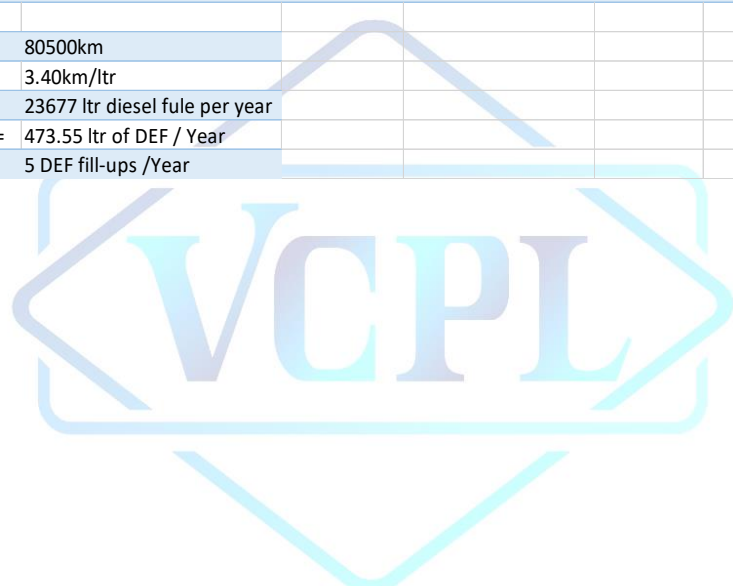 80500km
3.40km/ltr
23677 ltr diesel fule per year
= 473.55 ltr of DEF / Year
5 DEF fill-ups /Year
VCPL